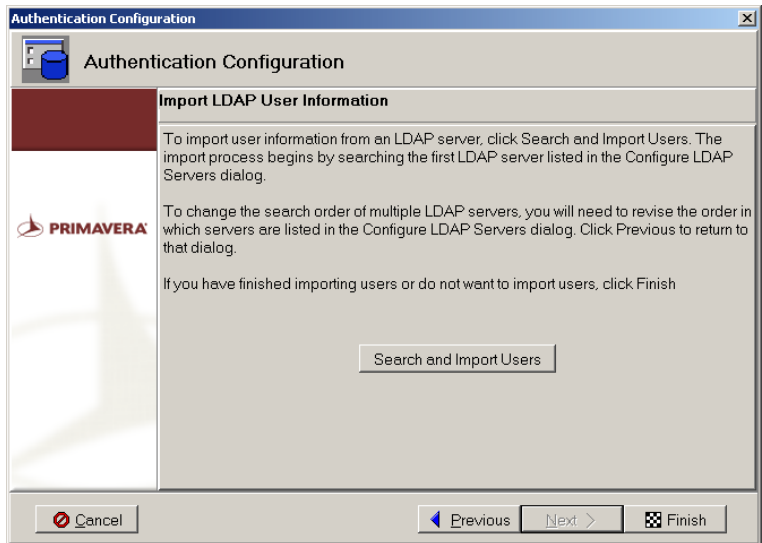 Authentication Configuration
Authentication Configuration
Import LDAP User Information
To import user information from an LDAP server, click Search and Import Users. The
import process begins by searching the first LDAP server listed in the Configure LDAP
Servers dialog.
To change the search order of multiple LDAP servers, you will need to revise the order in
which servers are listed in the Configure LDAP Servers dialog. Click Previous to return to
that dialog.
PRIMAVERA
If you have finished importing users or do not want to import users, click Finish
Search and Import Users
Cancel
Previous
Next >
Finish